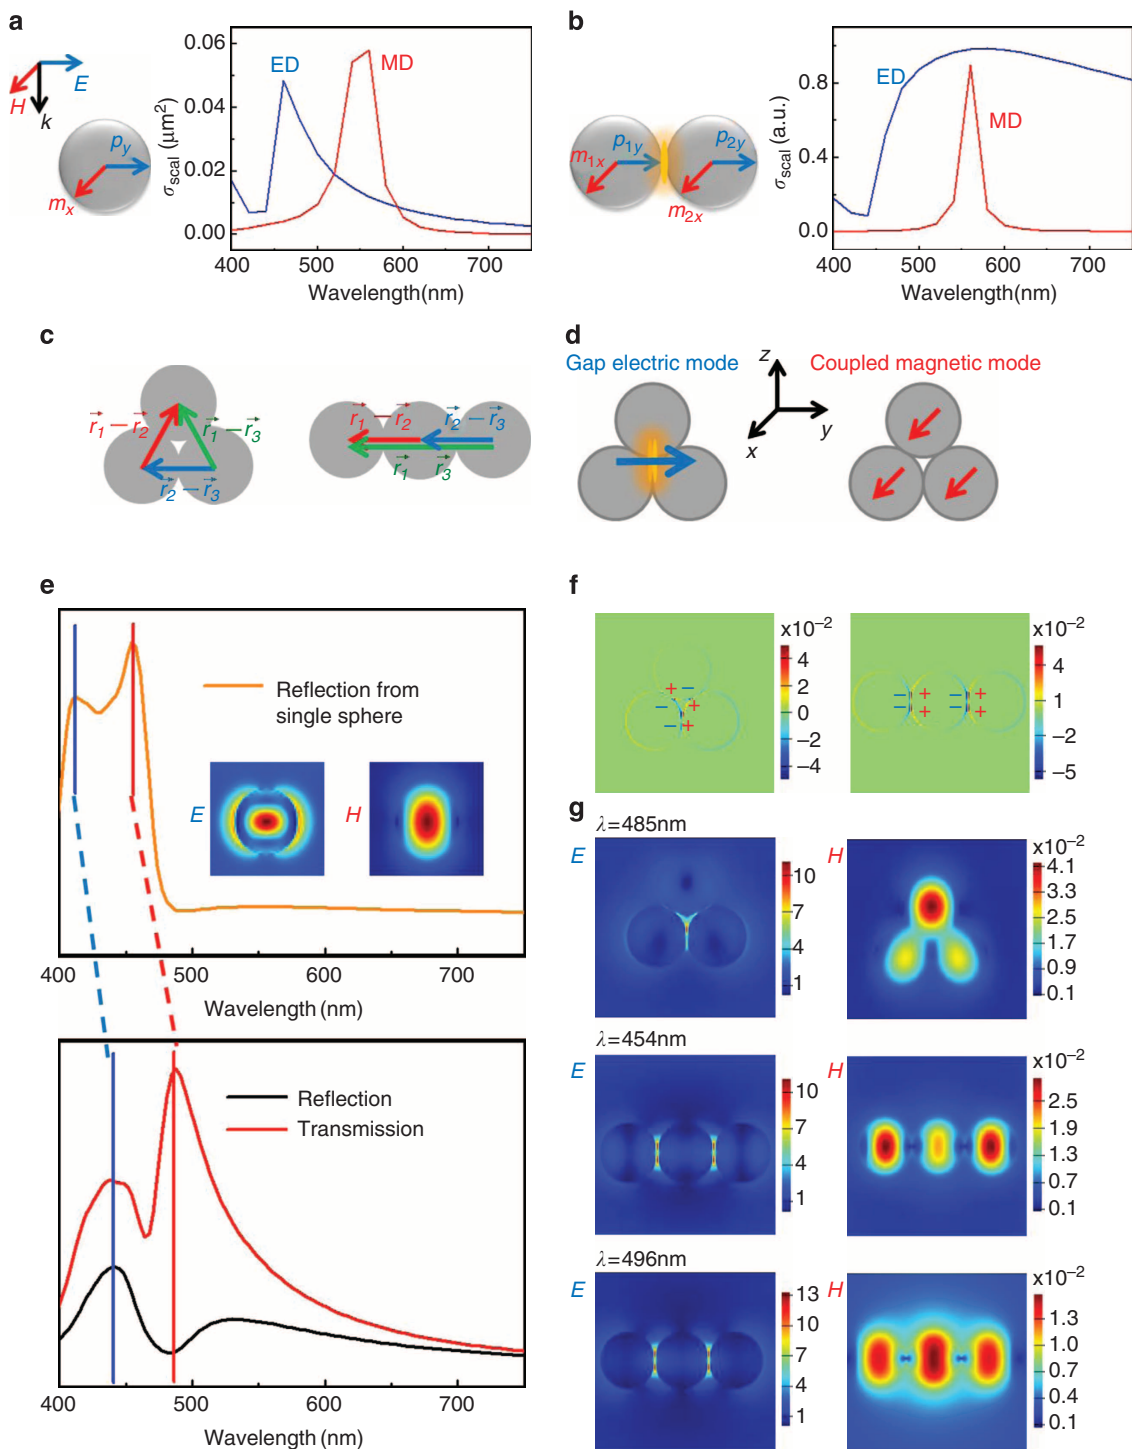 a
E
H
k
p_y
m_x
σ_scal (μm²)
0.06
0.04
0.02
0.00
ED
MD
400 500 600 700
Wavelength(nm)
b
p_1y
p_2y
m_1x
m_2x
σ_scal (a.u.)
0.8
0.4
0.0
ED
MD
400 500 600 700
Wavelength(nm)
c
r_1 − r_2
r_1 − r_3
r_2 − r_3
r_1 − r_2
r_2 − r_3
r_1 r_3
d
Gap electric mode
z
y
x
Coupled magnetic mode
e
Reflection from
single sphere
E
H
400 500 600 700
Wavelength (nm)
Reflection
Transmission
400 500 600 700
Wavelength (nm)
f
+ −
− +
− +
x10⁻²
4
2
0
−2
−4
− + − +
− + − +
x10⁻²
4
1
−2
−5
g
λ=485nm
E
10
7
4
1
H
x10⁻²
4.1
3.3
2.5
1.7
0.9
0.1
λ=454nm
E
10
7
4
1
H
x10⁻²
2.5
1.9
1.3
0.7
0.1
λ=496nm
E
13
10
7
4
1
H
x10⁻²
1.3
1.0
0.7
0.4
0.1